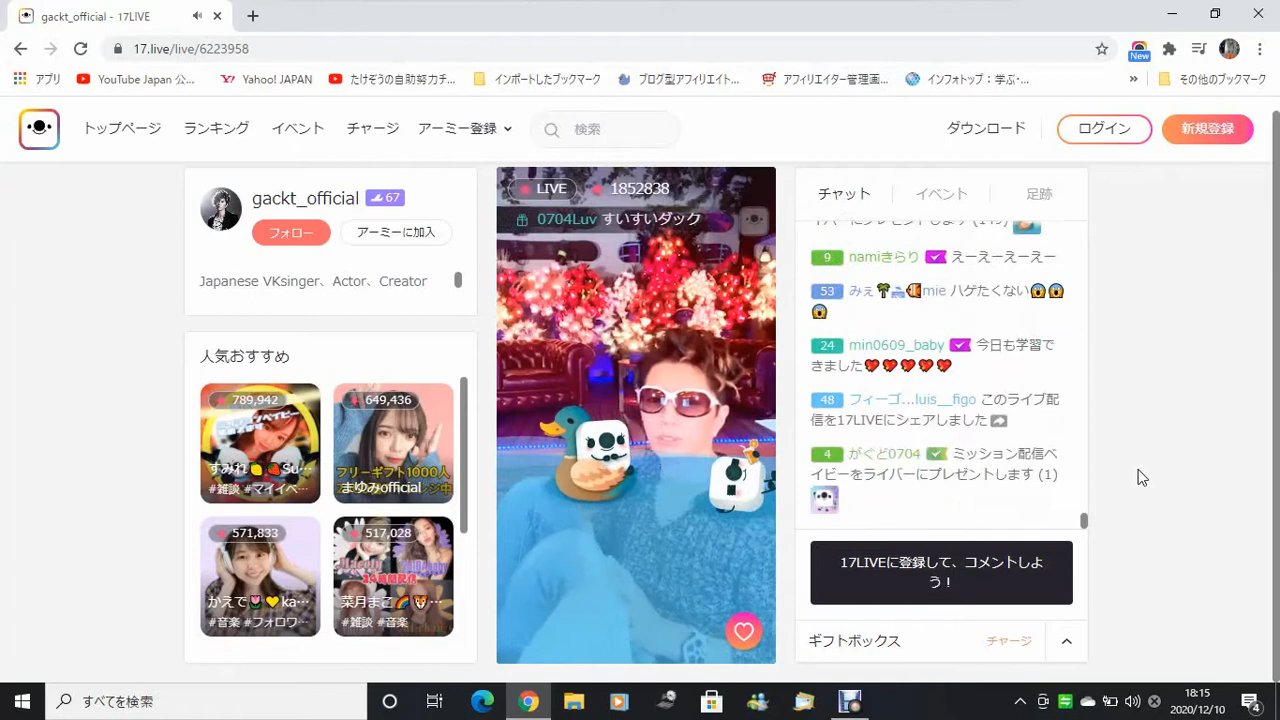 gackt_official - 17LIVE
17.live/live/6223958
New
アプリ
YouTube Japan 公...
Yahoo! JAPAN
たけぞうの自助努力チ...
インポートしたブックマーク
ブログ型アフィリエイト...
アフィリエイター管理画...
インフォトップ：学ぶ・...
»
その他のブックマーク
トップページ
ランキング
イベント
チャージ
アーミー登録
検索
ダウンロード
ログイン
新規登録
gackt_official
67
フォロー
アーミーに加入
Japanese VKsinger、Actor、Creator
人気おすすめ
789,942
すみれ🍋🍓Su...
#雑談 #マイイベ...
649,436
フリーギフト1000人
まゆみofficial
571,833
かえで🌷💛ka...
#音楽 #フォロワ...
517,028
24時間配信
菜月まこ🌈🐯...
#雑談 #音楽
LIVE
1852838
0704Luv すいすいダック
チャット
イベント
足跡
9 namiきらり えーえーえーえー
53 みぇ🌴🚢🐠mie ハゲたくない😱😱
😱
24 min0609_baby 今日も学習で
きました💖💖💖💖💖
48 フィーゴ...luis__figo このライブ配
信を17LIVEにシェアしました
4 がぐど0704 ミッション配信ベ
イビーをライバーにプレゼントします (1)
17LIVEに登録して、コメントしよ
う！
ギフトボックス
チャージ
すべてを検索
18:15
2020/12/10
4